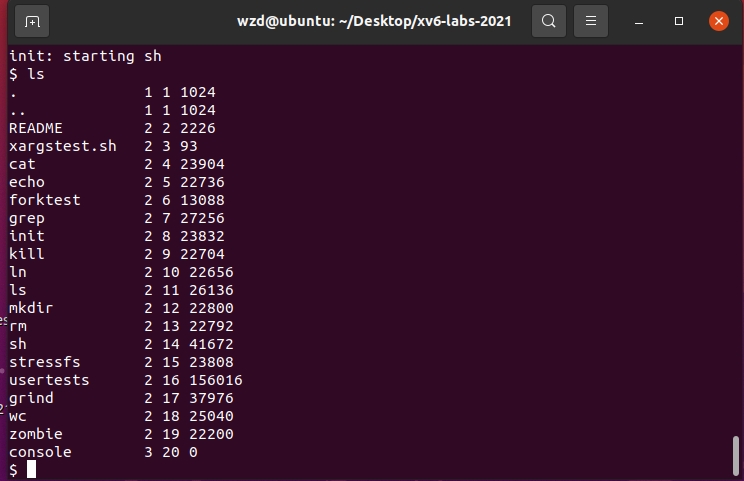 wzd@ubuntu: ~/Desktop/xv6-labs-2021
init: starting sh
$ ls
.              1 1 1024
..             1 1 1024
README         2 2 2226
xargstest.sh   2 3 93
cat            2 4 23904
echo           2 5 22736
forktest       2 6 13088
grep           2 7 27256
init           2 8 23832
kill           2 9 22704
ln             2 10 22656
ls             2 11 26136
mkdir          2 12 22800
rm             2 13 22792
sh             2 14 41672
stressfs       2 15 23808
usertests      2 16 156016
grind          2 17 37976
wc             2 18 25040
zombie         2 19 22200
console        3 20 0
$